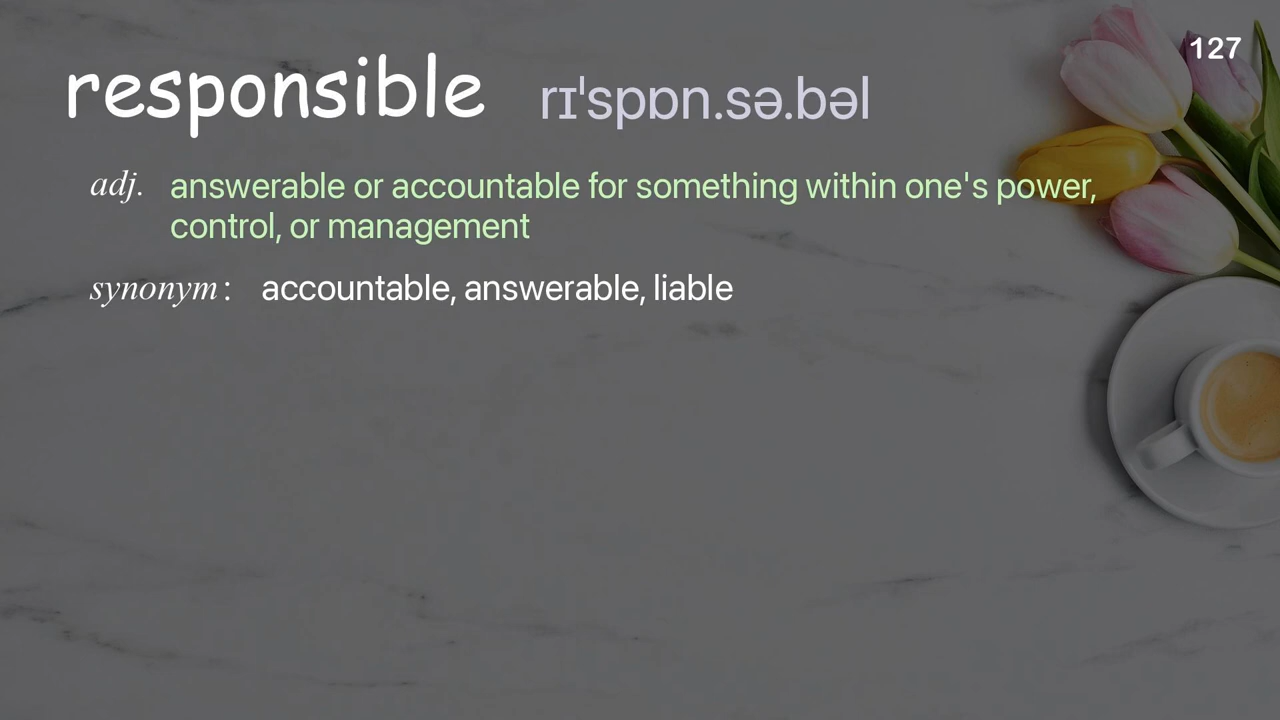 127
responsible rɪˈspɒn.sə.bəl
adj. answerable or accountable for something within one's power,
control, or management
synonym : accountable, answerable, liable